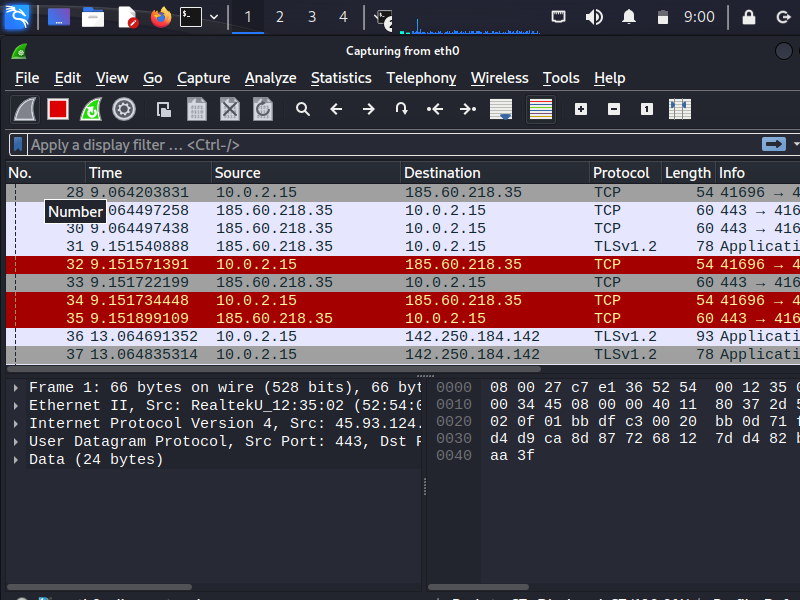 1 2 3 4 2 9:00
Capturing from eth0
File Edit View Go Capture Analyze Statistics Telephony Wireless Tools Help
Apply a display filter … <Ctrl-/>
No. Time Source Destination Protocol Length Info
28 9.064203831 10.0.2.15 185.60.218.35 TCP 54 41696 →
064497258 185.60.218.35 10.0.2.15 TCP 60 443 → 416
Number
30 9.064497438 185.60.218.35 10.0.2.15 TCP 60 443 → 416
31 9.151540888 185.60.218.35 10.0.2.15 TLSv1.2 78 Applicati
32 9.151571391 10.0.2.15 185.60.218.35 TCP 54 41696 →
33 9.151722199 185.60.218.35 10.0.2.15 TCP 60 443 → 416
34 9.151734448 10.0.2.15 185.60.218.35 TCP 54 41696 →
35 9.151899109 185.60.218.35 10.0.2.15 TCP 60 443 → 416
36 13.064691352 10.0.2.15 142.250.184.142 TLSv1.2 93 Applicati
37 13.064835314 10.0.2.15 142.250.184.142 TLSv1.2 78 Applicati
Frame 1: 66 bytes on wire (528 bits), 66 byt
Ethernet II, Src: RealtekU_12:35:02 (52:54:0
Internet Protocol Version 4, Src: 45.93.124.
User Datagram Protocol, Src Port: 443, Dst P
Data (24 bytes)
0000 08 00 27 c7 e1 36 52 54 00 12 35 0
0010 00 34 45 08 00 00 40 11 80 37 2d 5
0020 02 0f 01 bb df c3 00 20 bb 0d 71 f
0030 d4 d9 ca 8d 87 72 68 12 7d d4 82 b
0040 aa 3f